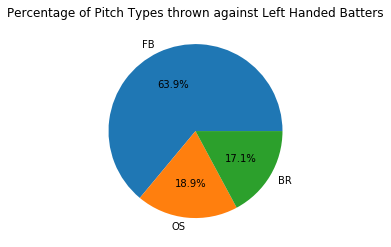 Percentage of Pitch Types thrown against Left Handed Batters
FB
63.9%
17.1%
18.9%
BR
OS